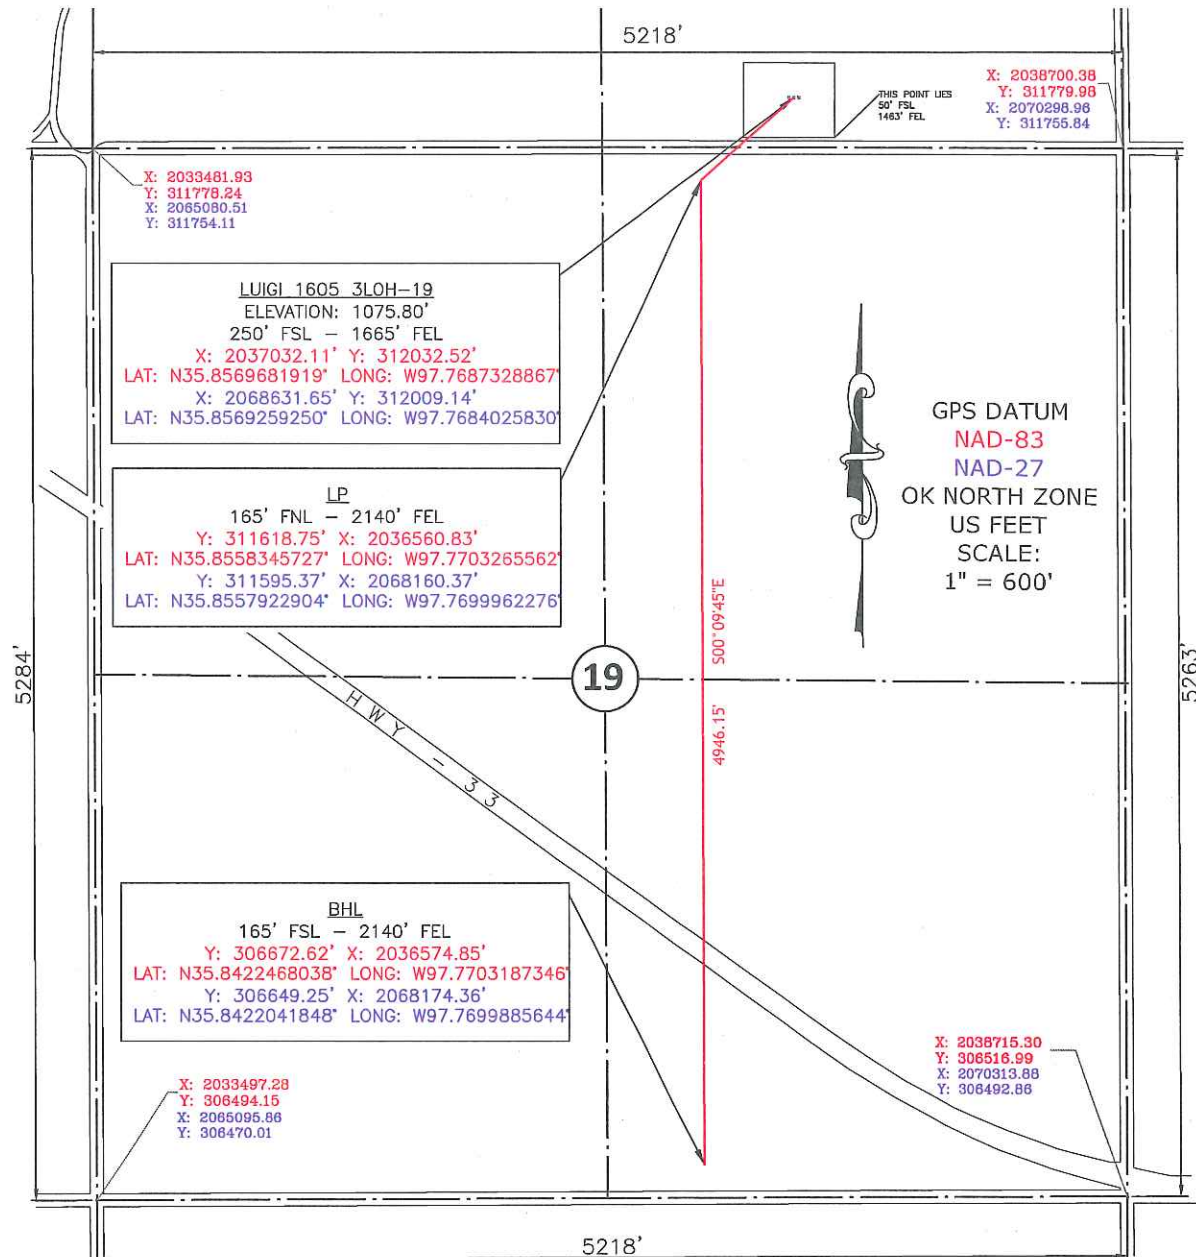 5218'
THIS POINT LIES
50' FSL
1463' FEL
X: 2038700.38
Y: 311779.98
X: 2070298.96
Y: 311755.84
X: 2033481.93
Y: 311778.24
X: 2065080.51
Y: 311754.11
LUIGI 1605 3LOH-19
ELEVATION: 1075.80'
250' FSL - 1665' FEL
X: 2037032.11' Y: 312032.52'
LAT: N35.8569681919° LONG: W97.7687328867°
X: 2068631.65' Y: 312009.14'
LAT: N35.8569259250° LONG: W97.7684025830°
LP
165' FNL - 2140' FEL
Y: 311618.75' X: 2036560.83'
LAT: N35.8558345727° LONG: W97.7703265562°
Y: 311595.37' X: 2068160.37'
LAT: N35.8557922904° LONG: W97.7699962276°
GPS DATUM
NAD-83
NAD-27
OK NORTH ZONE
US FEET
SCALE:
1" = 600'
S00°09'45"E
4946.15'
5284'
19
5263'
HWY - 33
BHL
165' FSL - 2140' FEL
Y: 306672.62' X: 2036574.85'
LAT: N35.8422468038° LONG: W97.7703187346°
Y: 306649.25' X: 2068174.36'
LAT: N35.8422041848° LONG: W97.7699885644°
X: 2033497.28
Y: 306494.15
X: 2065095.86
Y: 306470.01
X: 2038715.30
Y: 306516.99
X: 2070313.88
Y: 306492.86
5218'